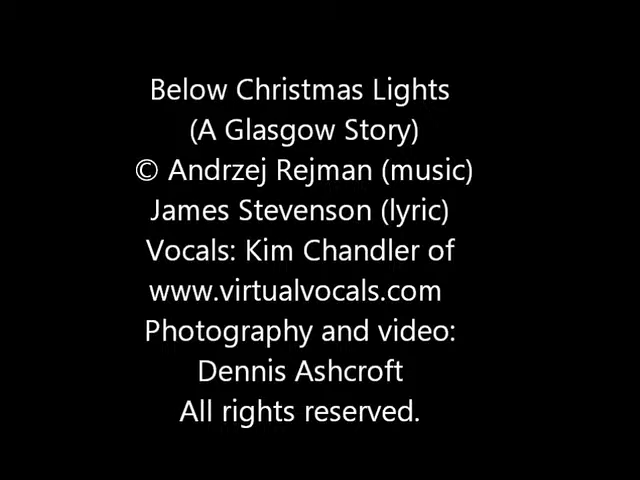 Below Christmas Lights
(A Glasgow Story)
© Andrzej Rejman (music)
James Stevenson (lyric)
Vocals: Kim Chandler of
www.virtualvocals.com
Photography and video:
Dennis Ashcroft
All rights reserved.